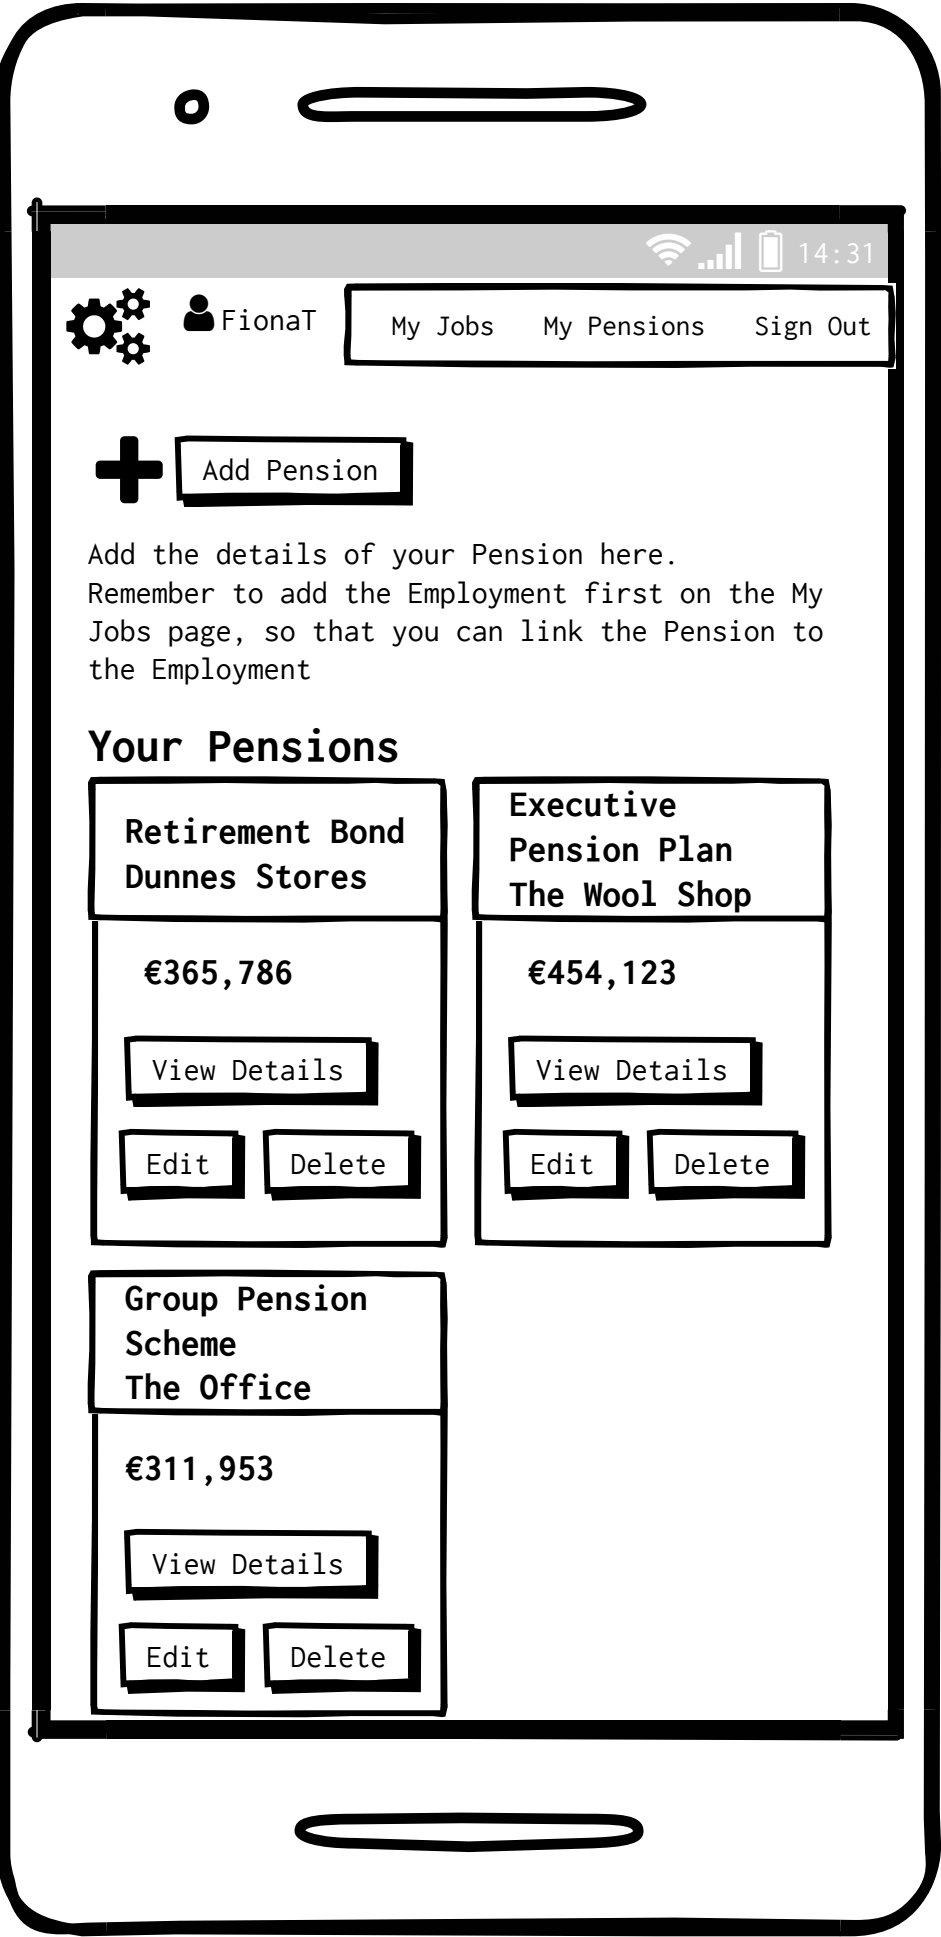 14:31
FionaT
My Jobs My Pensions Sign Out
Add Pension
Add the details of your Pension here.
Remember to add the Employment first on the My
Jobs page, so that you can link the Pension to
the Employment
Your Pensions
Retirement Bond
Dunnes Stores
€365,786
View Details
Edit Delete
Executive
Pension Plan
The Wool Shop
€454,123
View Details
Edit Delete
Group Pension
Scheme
The Office
€311,953
View Details
Edit Delete